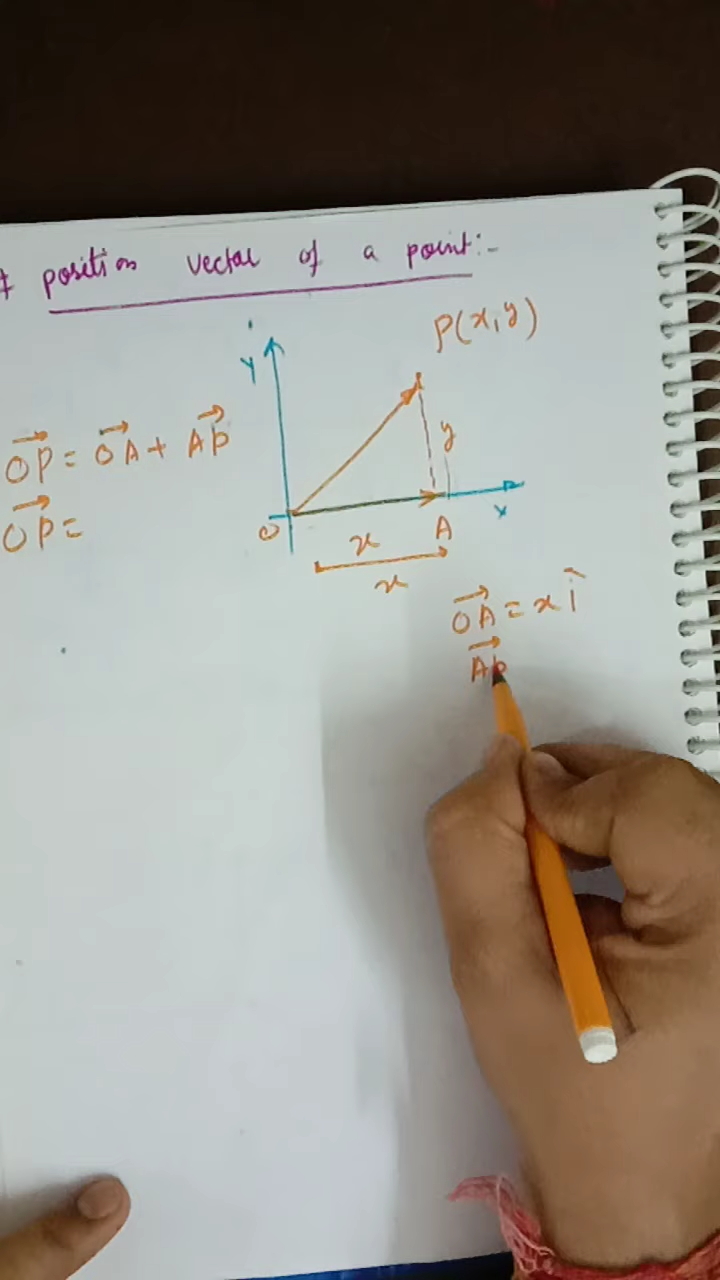 # position vector of a point:-
P(x, y)
Y
y
O
x
A
X
x
OP = OA + AP
OP =
OA = x i
AP